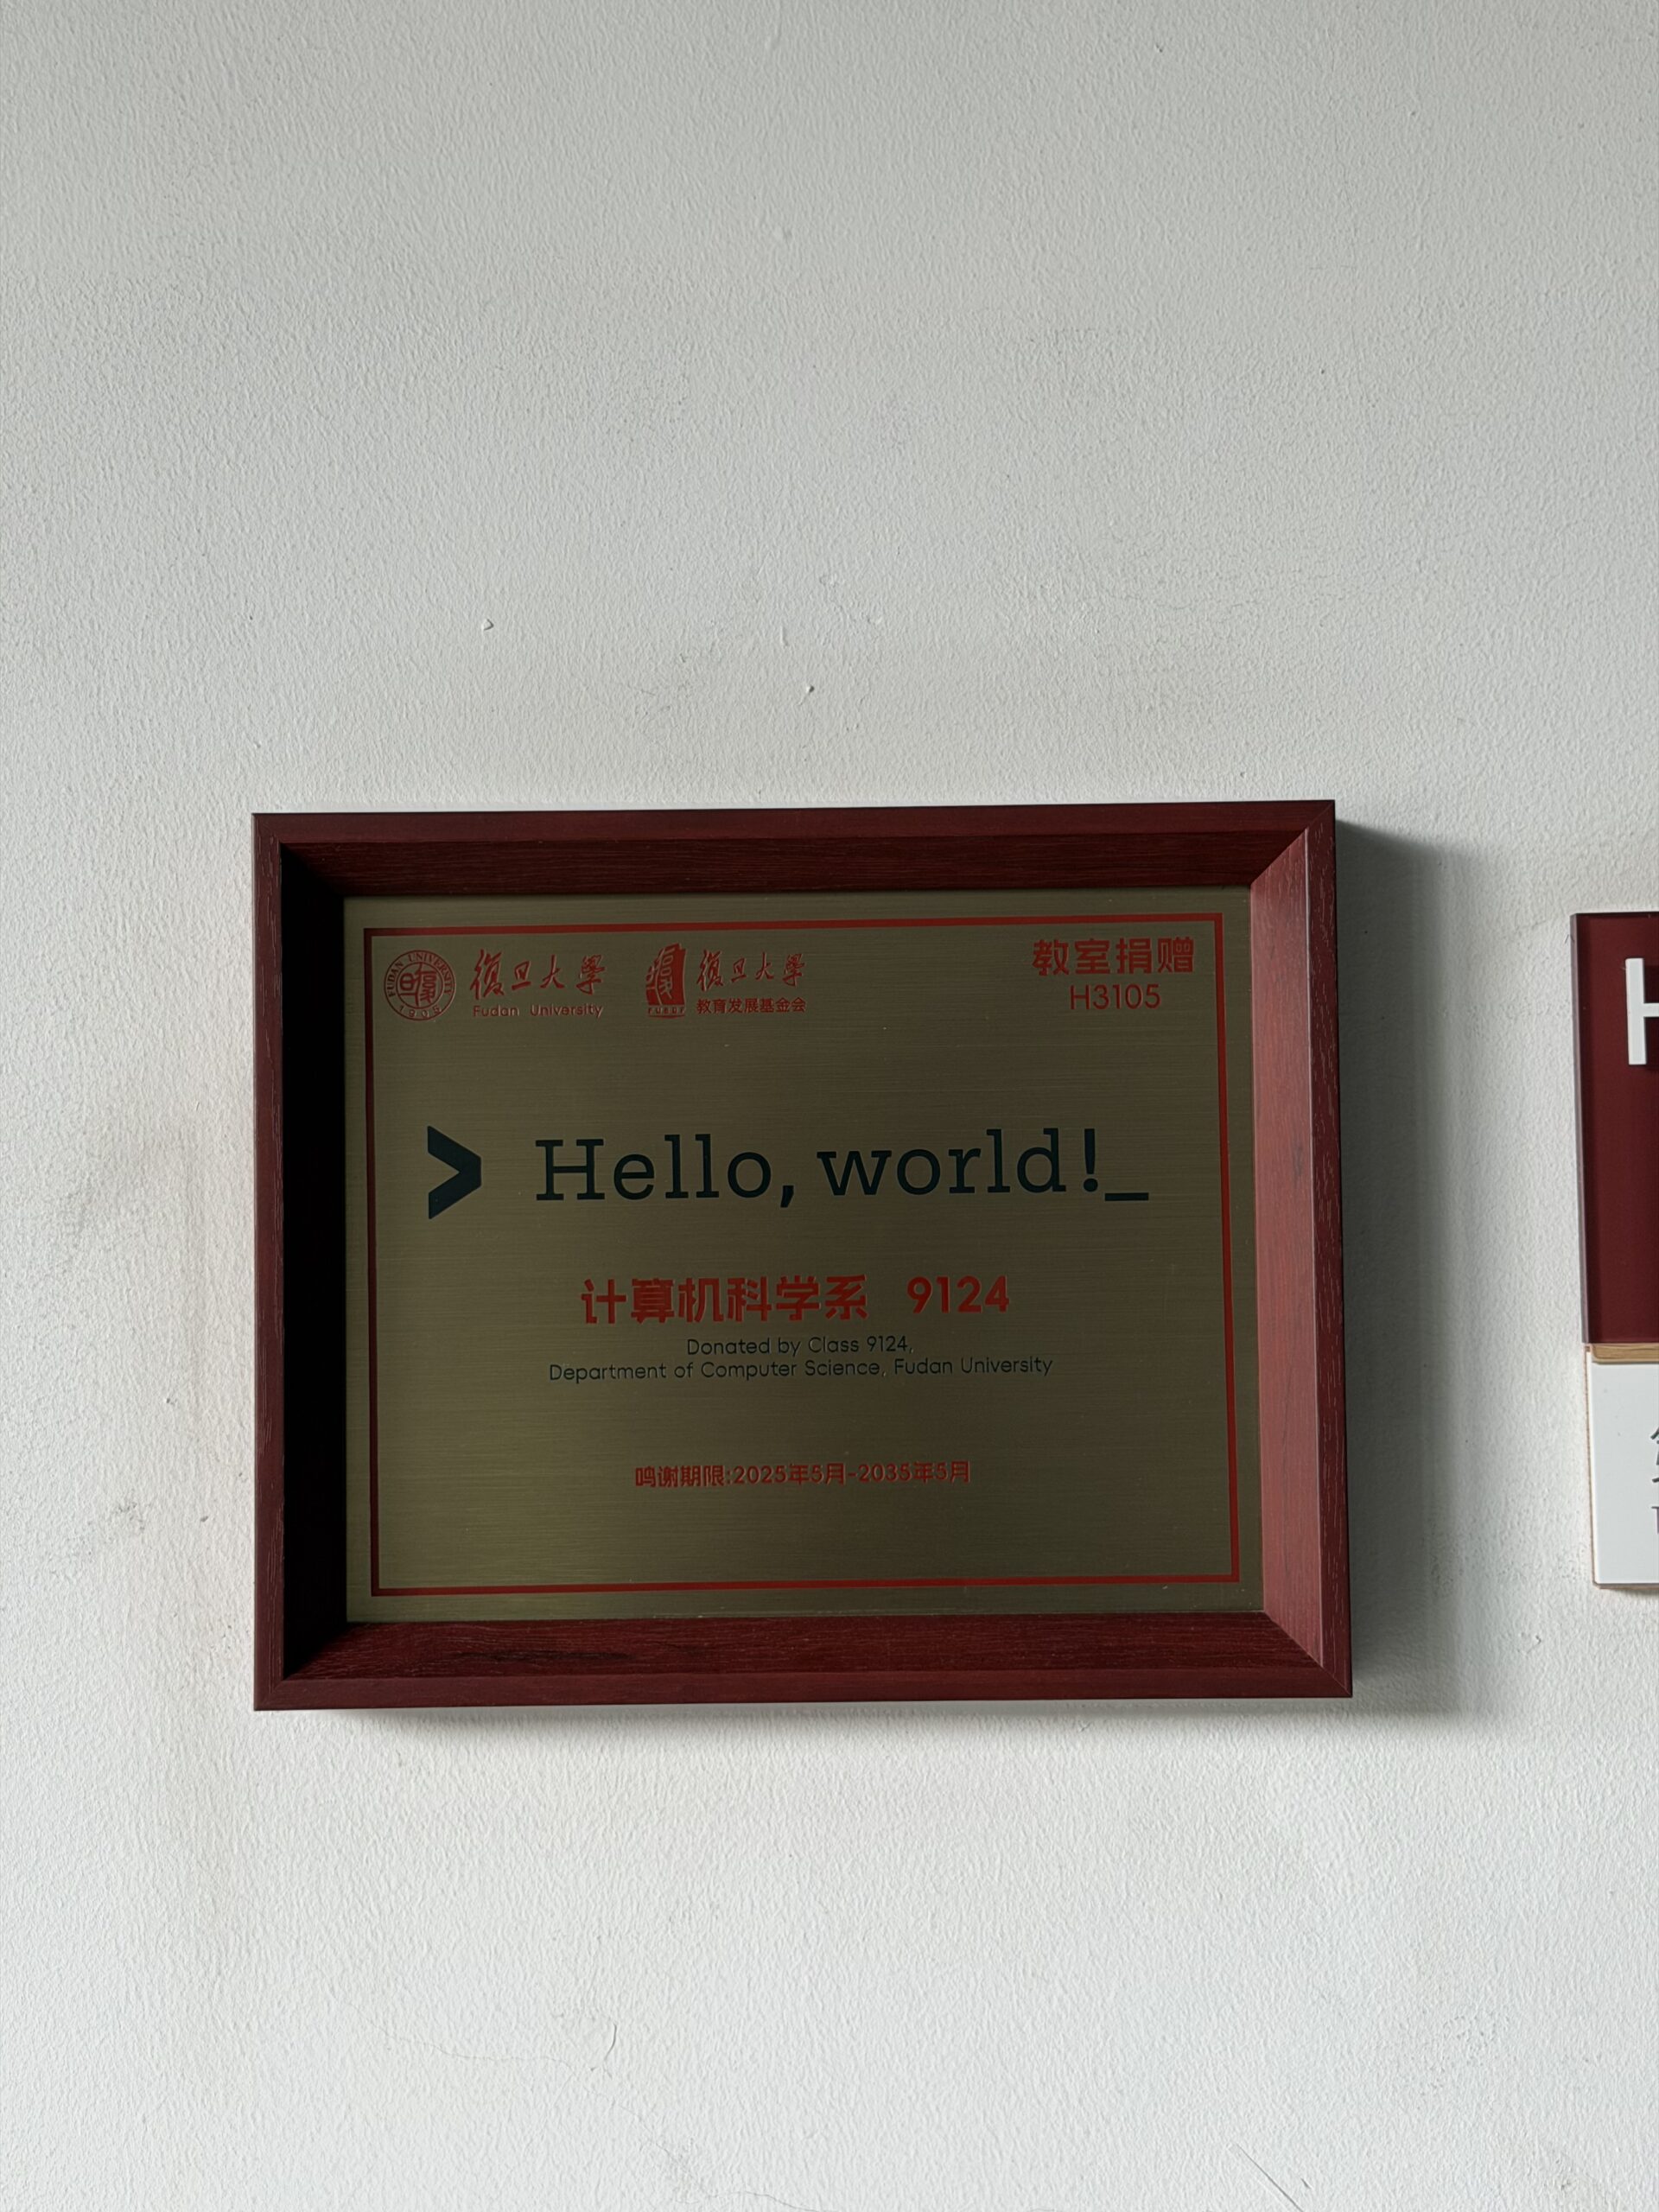 復旦大學
Fudan University
復旦大學
教育发展基金会
教室捐赠
H3105
> Hello, world!_
计算机科学系 9124
Donated by Class 9124,
Department of Computer Science, Fudan University
鸣谢期限:2025年5月-2035年5月
H